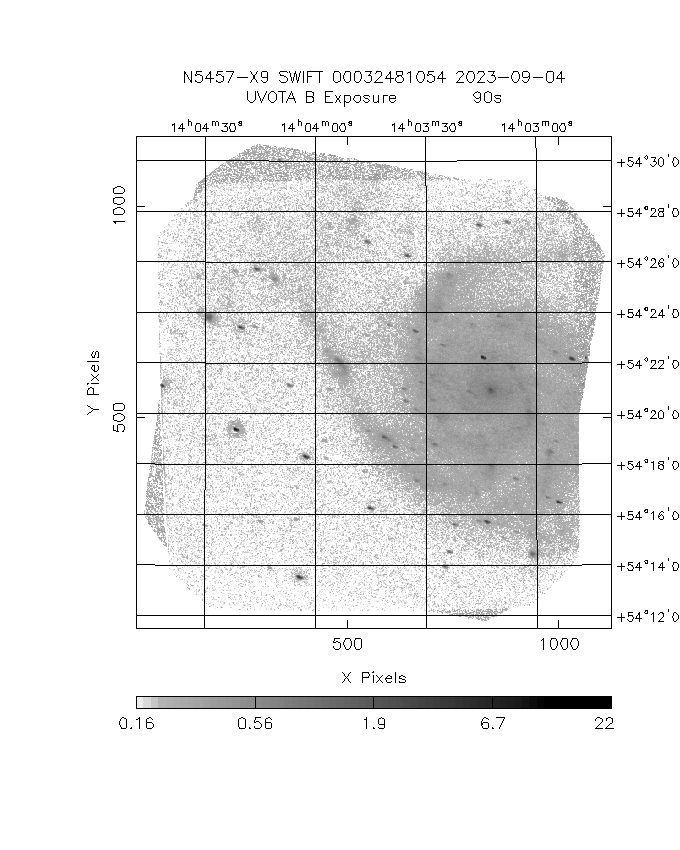 N5457-X9 SWIFT 00032481054 2023-09-04
UVOTA B Exposure 90s
14h04m30s 14h04m00s 14h03m30s 14h03m00s
+54°30'0
+54°28'0
1000
+54°26'0
+54°24'0
+54°22'0
Y Pixels
+54°20'0
500
+54°18'0
+54°16'0
+54°14'0
+54°12'0
500 1000
X Pixels
0.16 0.56 1.9 6.7 22